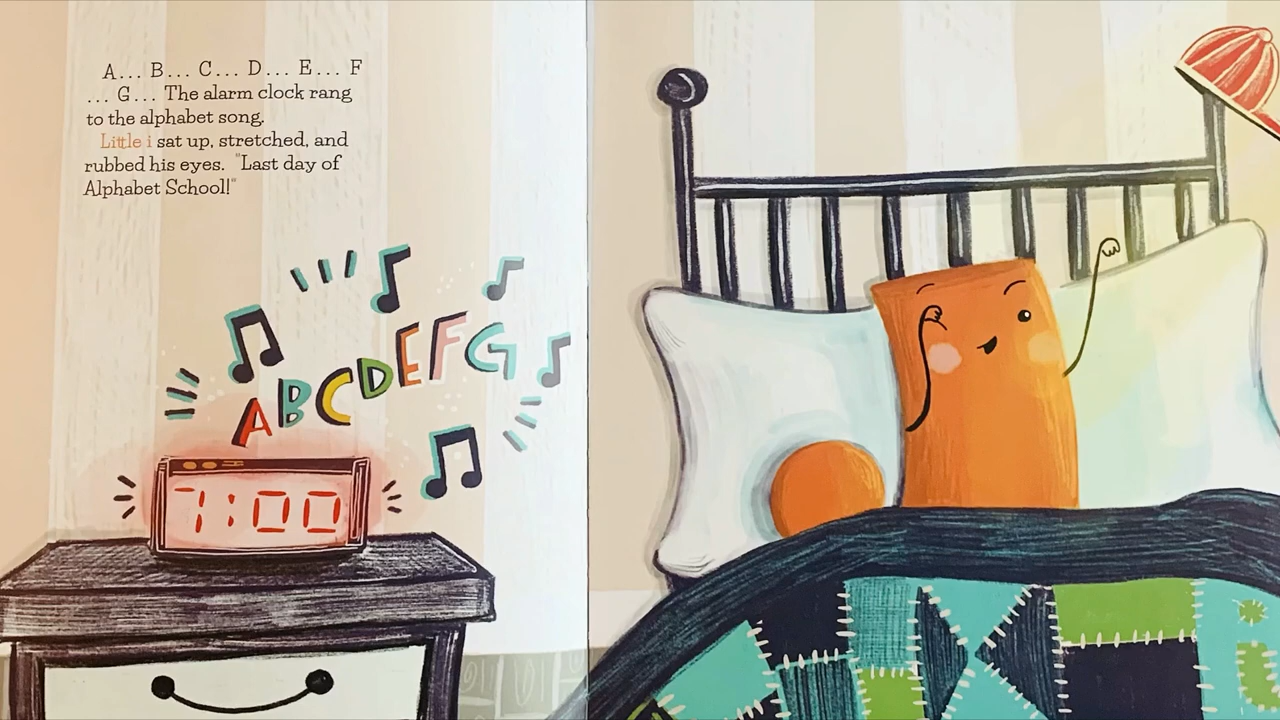 A... B... C... D... E... F
... G... The alarm clock rang
to the alphabet song.
Little i sat up, stretched, and
rubbed his eyes. "Last day of
Alphabet School!"
ABCDEFG
7:00